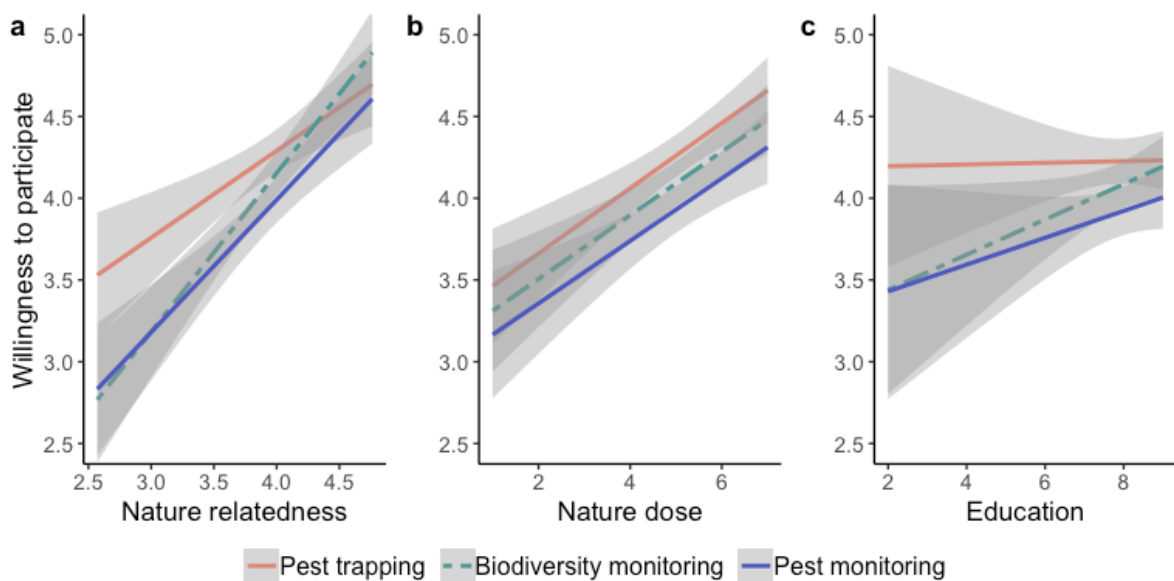 a
b
c
Willingness to participate
5.0
4.5
4.0
3.5
3.0
2.5
2.5 3.0 3.5 4.0 4.5
Nature relatedness
5.0
4.5
4.0
3.5
3.0
2.5
2 4 6
Nature dose
5.0
4.5
4.0
3.5
3.0
2.5
2 4 6 8
Education
Pest trapping Biodiversity monitoring Pest monitoring